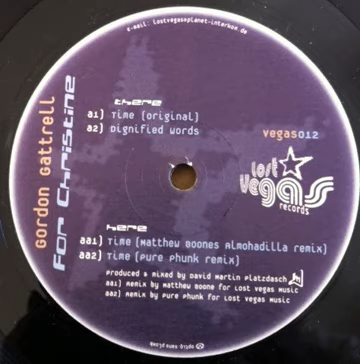 e-mail: lostvegas@planet-interkom.de
Gordon Gattrell
For Christine
there
a1) Time (original)
a2) Dignified Words
vegas012
Lost
Vegas
records
here
aa1) Time (Matthew Boones Almohadilla remix)
aa2) Time (pure phunk remix)
produced & mixed by David Martin Platzdasch
aa1) remix by Matthew Boone for Lost Vegas Music
aa2) remix by pure phunk for Lost Vegas Music